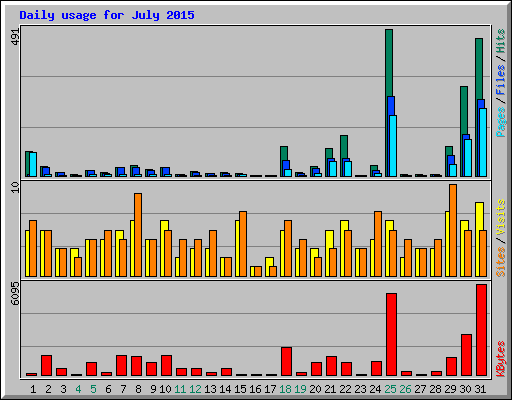 Daily usage for July 2015
491
Pages / Files / Hits
10
Sites / Visits
6095
KBytes
1 2 3 4 5 6 7 8 9 10 11 12 13 14 15 16 17 18 19 20 21 22 23 24 25 26 27 28 29 30 31